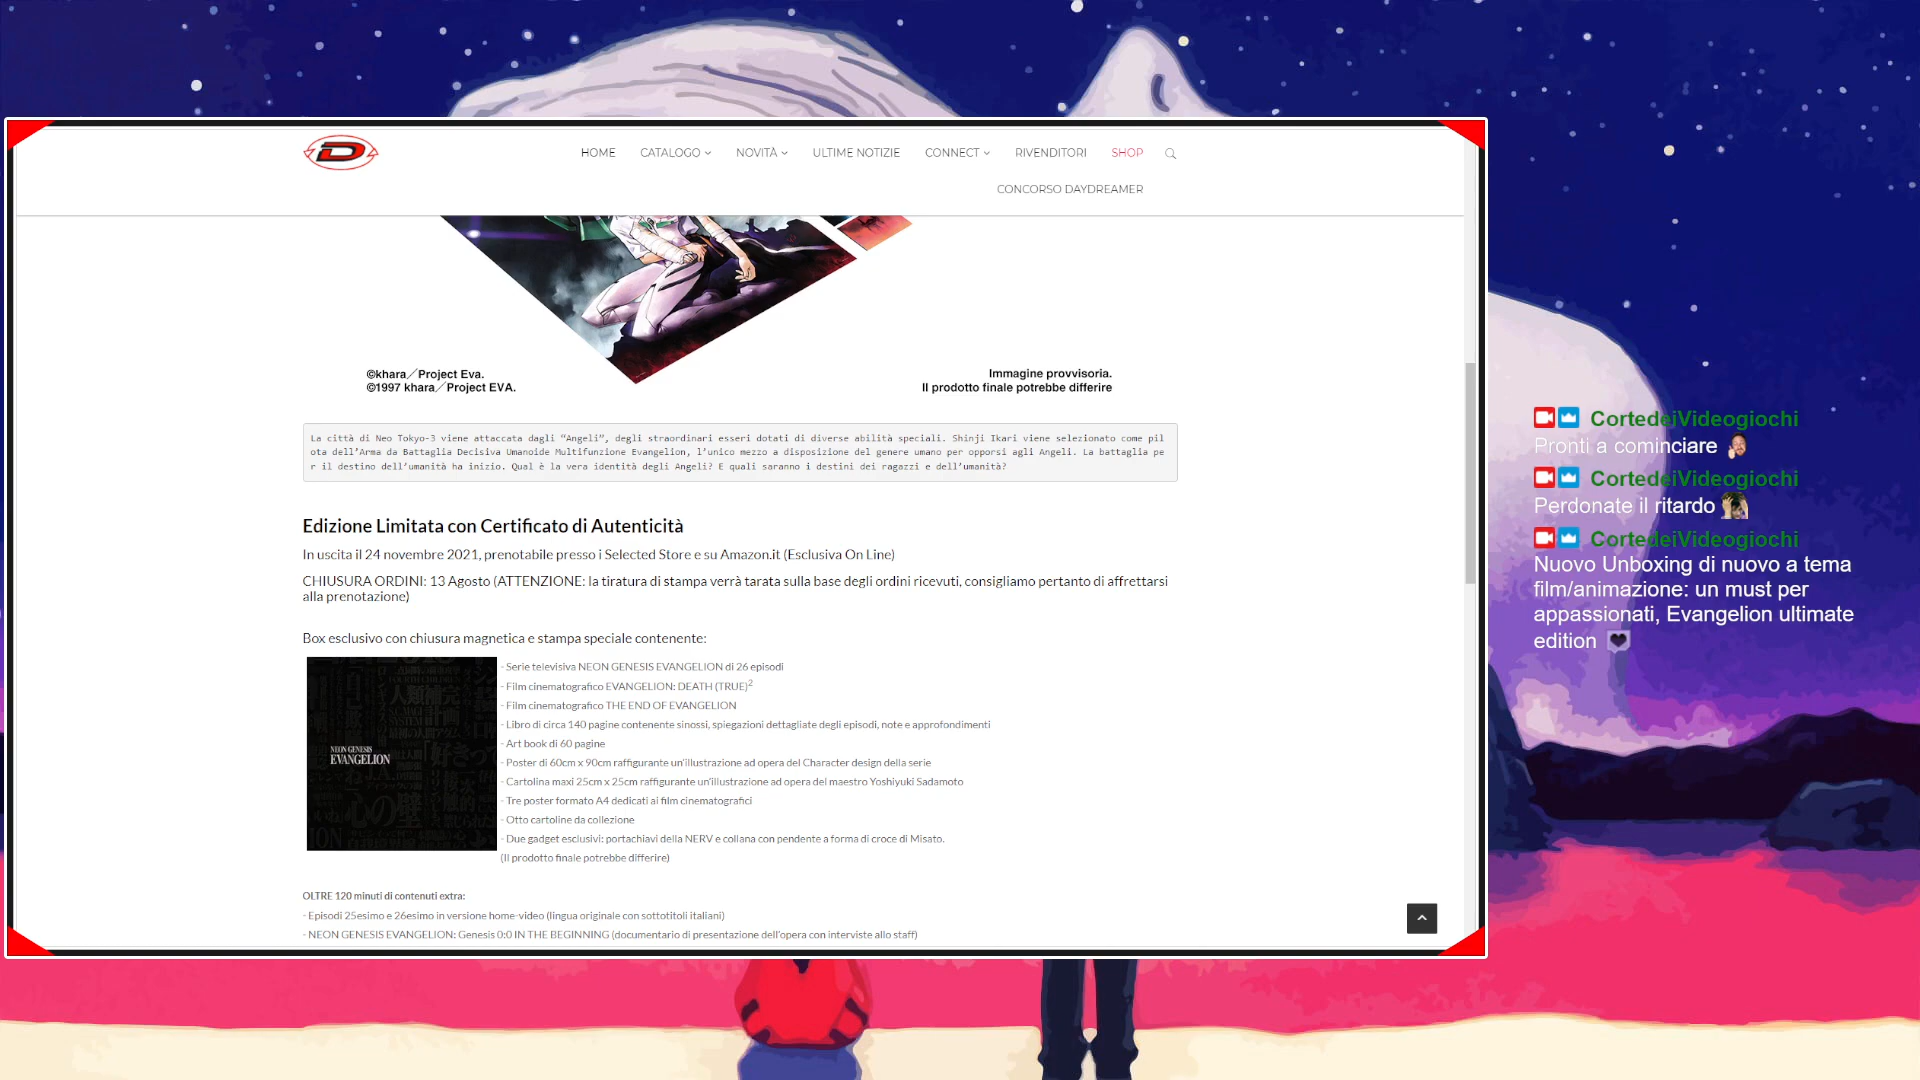 D
HOME
CATALOGO
NOVITÀ
ULTIME NOTIZIE
CONNECT
RIVENDITORI
SHOP
CONCORSO DAYDREAMER
©khara／Project Eva.
©1997 khara／Project EVA.
Immagine provvisoria.
Il prodotto finale potrebbe differire
La città di Neo Tokyo-3 viene attaccata dagli “Angeli”, degli straordinari esseri dotati di diverse abilità speciali. Shinji Ikari viene selezionato come pil
ota dell’Arma da Battaglia Decisiva Umanoide Multifunzione Evangelion, l’unico mezzo a disposizione del genere umano per opporsi agli Angeli. La battaglia pe
r il destino dell’umanità ha inizio. Qual è la vera identità degli Angeli? E quali saranno i destini dei ragazzi e dell’umanità?
Edizione Limitata con Certificato di Autenticità
In uscita il 24 novembre 2021, prenotabile presso i Selected Store e su Amazon.it (Esclusiva On Line)
CHIUSURA ORDINI: 13 Agosto (ATTENZIONE: la tiratura di stampa verrà tarata sulla base degli ordini ricevuti, consigliamo pertanto di affrettarsi
alla prenotazione)
Box esclusivo con chiusura magnetica e stampa speciale contenente:
NEON GENESIS
EVANGELION
- Serie televisiva NEON GENESIS EVANGELION di 26 episodi
- Film cinematografico EVANGELION: DEATH (TRUE)²
- Film cinematografico THE END OF EVANGELION
- Libro di circa 140 pagine contenente sinossi, spiegazioni dettagliate degli episodi, note e approfondimenti
- Art book di 60 pagine
- Poster di 60cm x 90cm raffigurante un'illustrazione ad opera del Character design della serie
- Cartolina maxi 25cm x 25cm raffigurante un'illustrazione ad opera del maestro Yoshiyuki Sadamoto
- Tre poster formato A4 dedicati ai film cinematografici
- Otto cartoline da collezione
- Due gadget esclusivi: portachiavi della NERV e collana con pendente a forma di croce di Misato.
(Il prodotto finale potrebbe differire)
OLTRE 120 minuti di contenuti extra:
- Episodi 25esimo e 26esimo in versione home-video (lingua originale con sottotitoli italiani)
- NEON GENESIS EVANGELION: Genesis 0:0 IN THE BEGINNING (documentario di presentazione dell'opera con interviste allo staff)
CortedeiVideogiochi
Pronti a cominciare
CortedeiVideogiochi
Perdonate il ritardo
CortedeiVideogiochi
Nuovo Unboxing di nuovo a tema
film/animazione: un must per
appassionati, Evangelion ultimate
edition